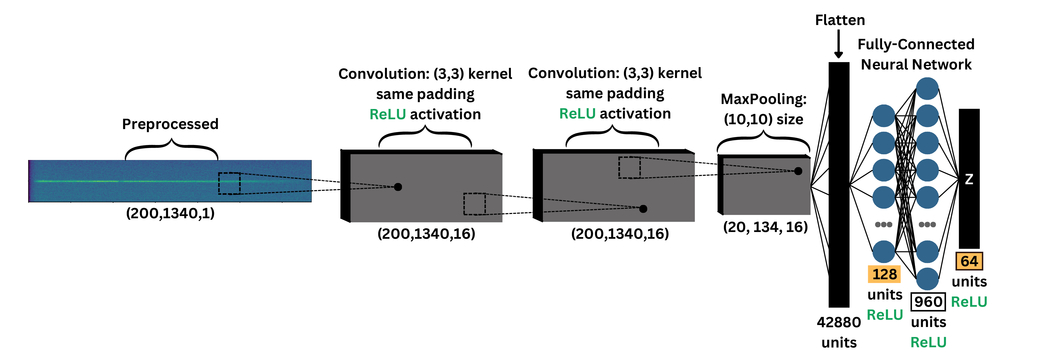 Flatten
Fully-Connected
Neural Network
Convolution: (3,3) kernel
same padding
ReLU activation
Convolution: (3,3) kernel
same padding
ReLU activation
MaxPooling:
(10,10) size
Preprocessed
(200,1340,1)
(200,1340,16)
(200,1340,16)
(20, 134, 16)
Z
42880
units
128
units
ReLU
960
units
ReLU
64
units
ReLU